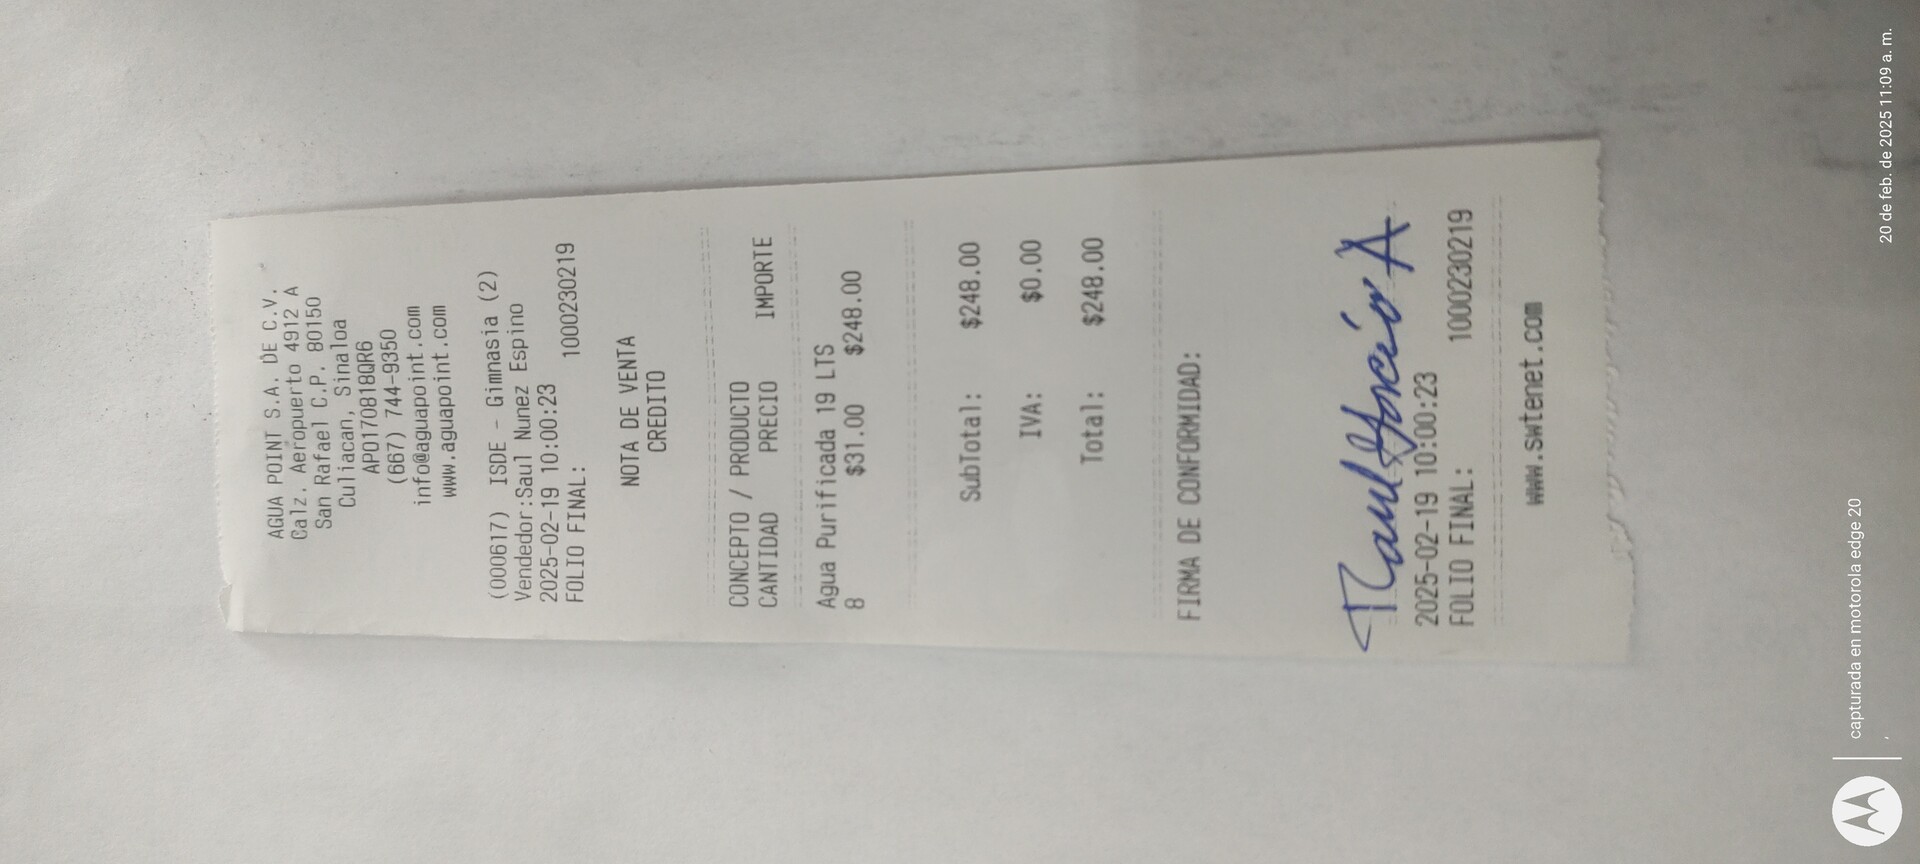 AGUA POINT S.A. DE C.V.
Calz. Aeropuerto 4912 A
San Rafael C.P. 80150
Culiacan, Sinaloa
APO170818QR6
(667) 744-9350
info@aguapoint.com
www.aguapoint.com
(000617) ISDE - Gimnasia (2)
Vendedor:Saul Nunez Espino
2025-02-19 10:00:23
FOLIO FINAL: 1000230219
NOTA DE VENTA
CREDITO
CONCEPTO / PRODUCTO
CANTIDAD PRECIO IMPORTE
Agua Purificada 19 LTS
8 $31.00 $248.00
SubTotal: $248.00
IVA: $0.00
Total: $248.00
FIRMA DE CONFORMIDAD:
A
2025-02-19 10:00:23
FOLIO FINAL: 1000230219
www.swtenet.com
capturada en motorola edge 20
20 de feb. de 2025 11:09 a. m.